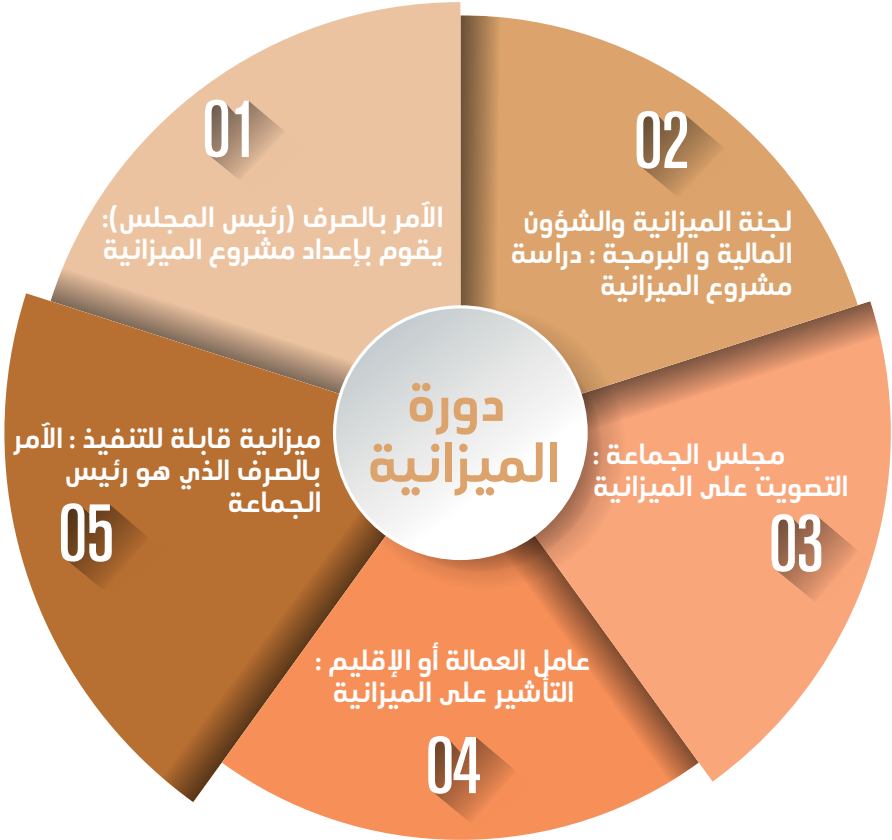 دورة
الميزانية
01
الآمر بالصرف (رئيس المجلس):
يقوم بإعداد مشروع الميزانية
02
لجنة الميزانية والشؤون
المالية و البرمجة : دراسة
مشروع الميزانية
مجلس الجماعة :
التصويت على الميزانية
03
عامل العمالة أو الإقليم :
التأشير على الميزانية
04
ميزانية قابلة للتنفيذ : الآمر
بالصرف الذي هو رئيس
الجماعة
05